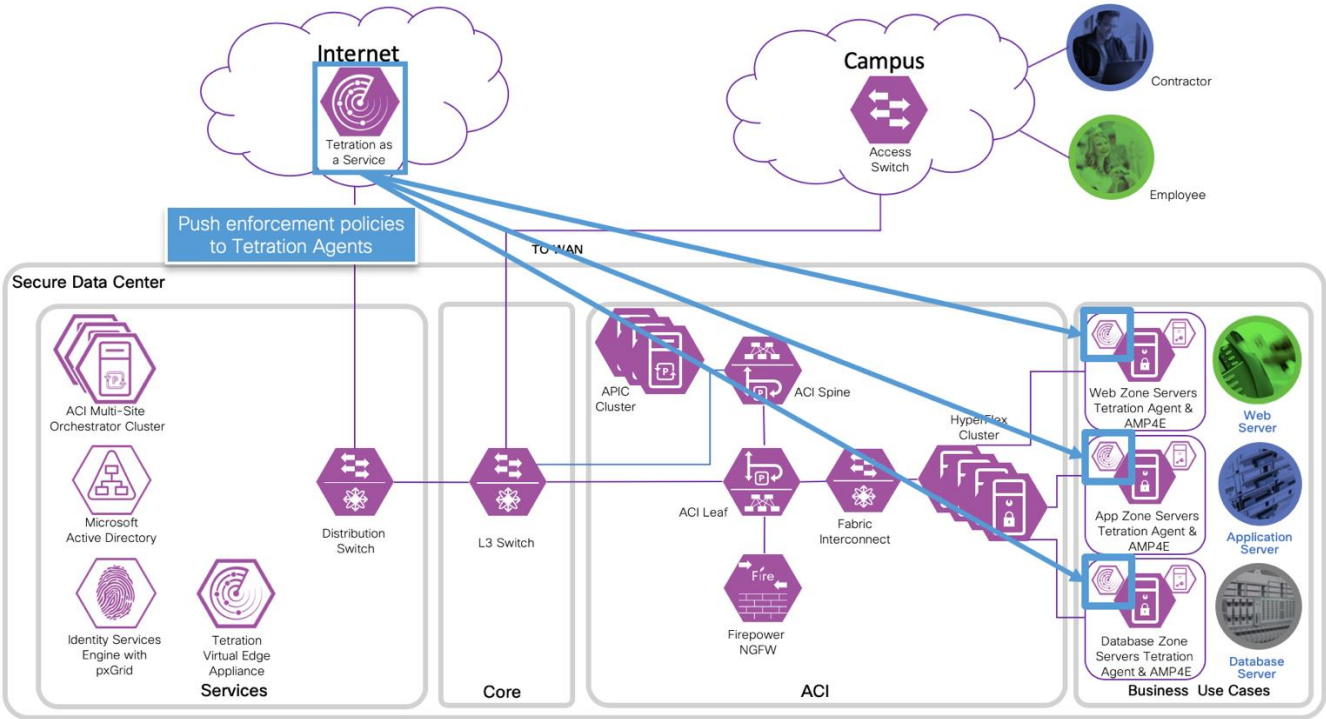 Internet
Tetration as
a Service
Campus
Access
Switch
Contractor
Employee
Push enforcement policies
to Tetration Agents
TO WAN
Secure Data Center
ACI Multi-Site
Orchestrator Cluster
Microsoft
Active Directory
Identity Services
Engine with
pxGrid
Tetration
Virtual Edge
Appliance
Distribution
Switch
Services
L3 Switch
Core
APIC
Cluster
P
ACI Spine
P
ACI Leaf
P
Fabric
Interconnect
Fire
Firepower
NGFW
HyperFlex
Cluster
ACI
Web Zone Servers
Tetration Agent &
AMP4E
Web
Server
App Zone Servers
Tetration Agent &
AMP4E
Application
Server
Database Zone
Servers Tetration
Agent & AMP4E
Database
Server
Business Use Cases
P